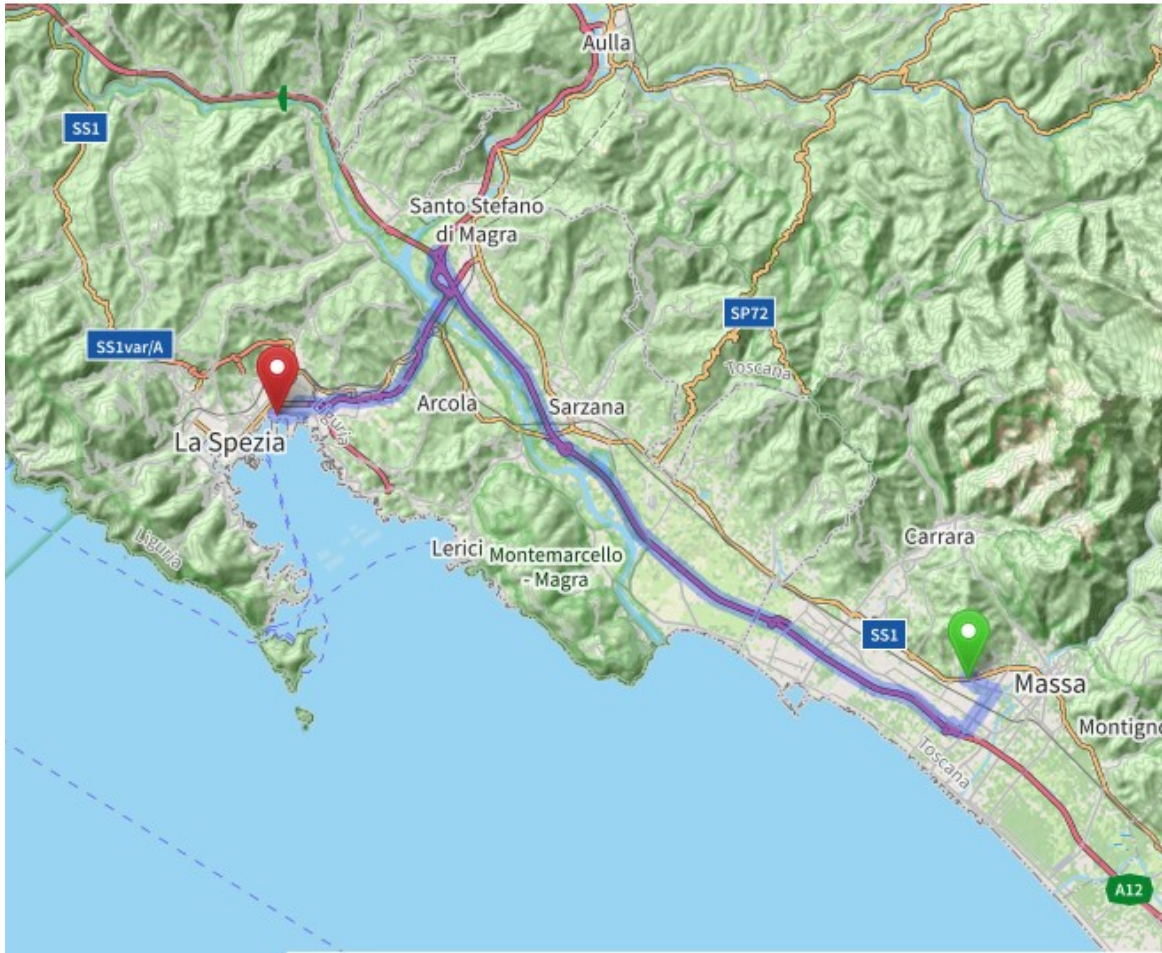 Aulla
SS1
Santo Stefano
di Magra
SP72
SS1var/A
Toscana
Arcola
Sarzana
Liguria
La Spezia
Carrara
Lerici
Montemarcello
- Magra
Liguria
SS1
Massa
Montigno
Toscana
A12